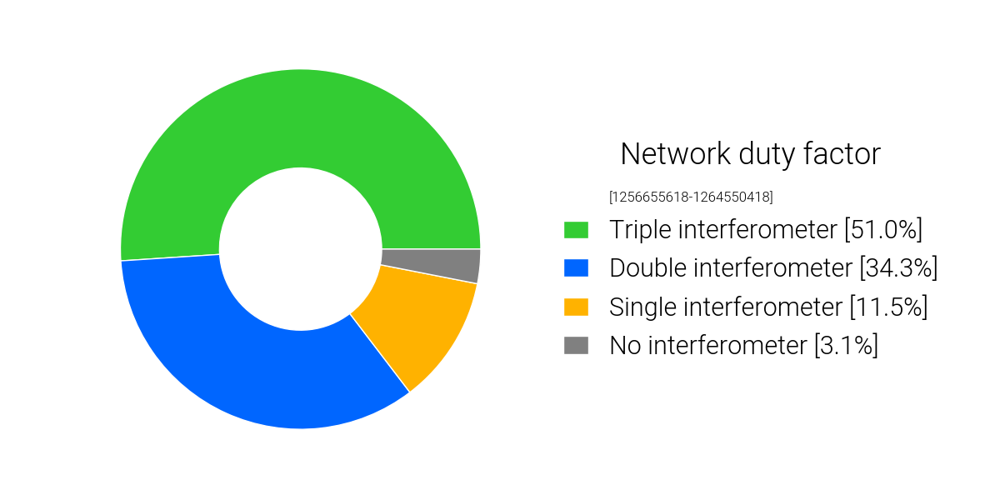 Network duty factor
[1256655618-1264550418]
Triple interferometer [51.0%]
Double interferometer [34.3%]
Single interferometer [11.5%]
No interferometer [3.1%]